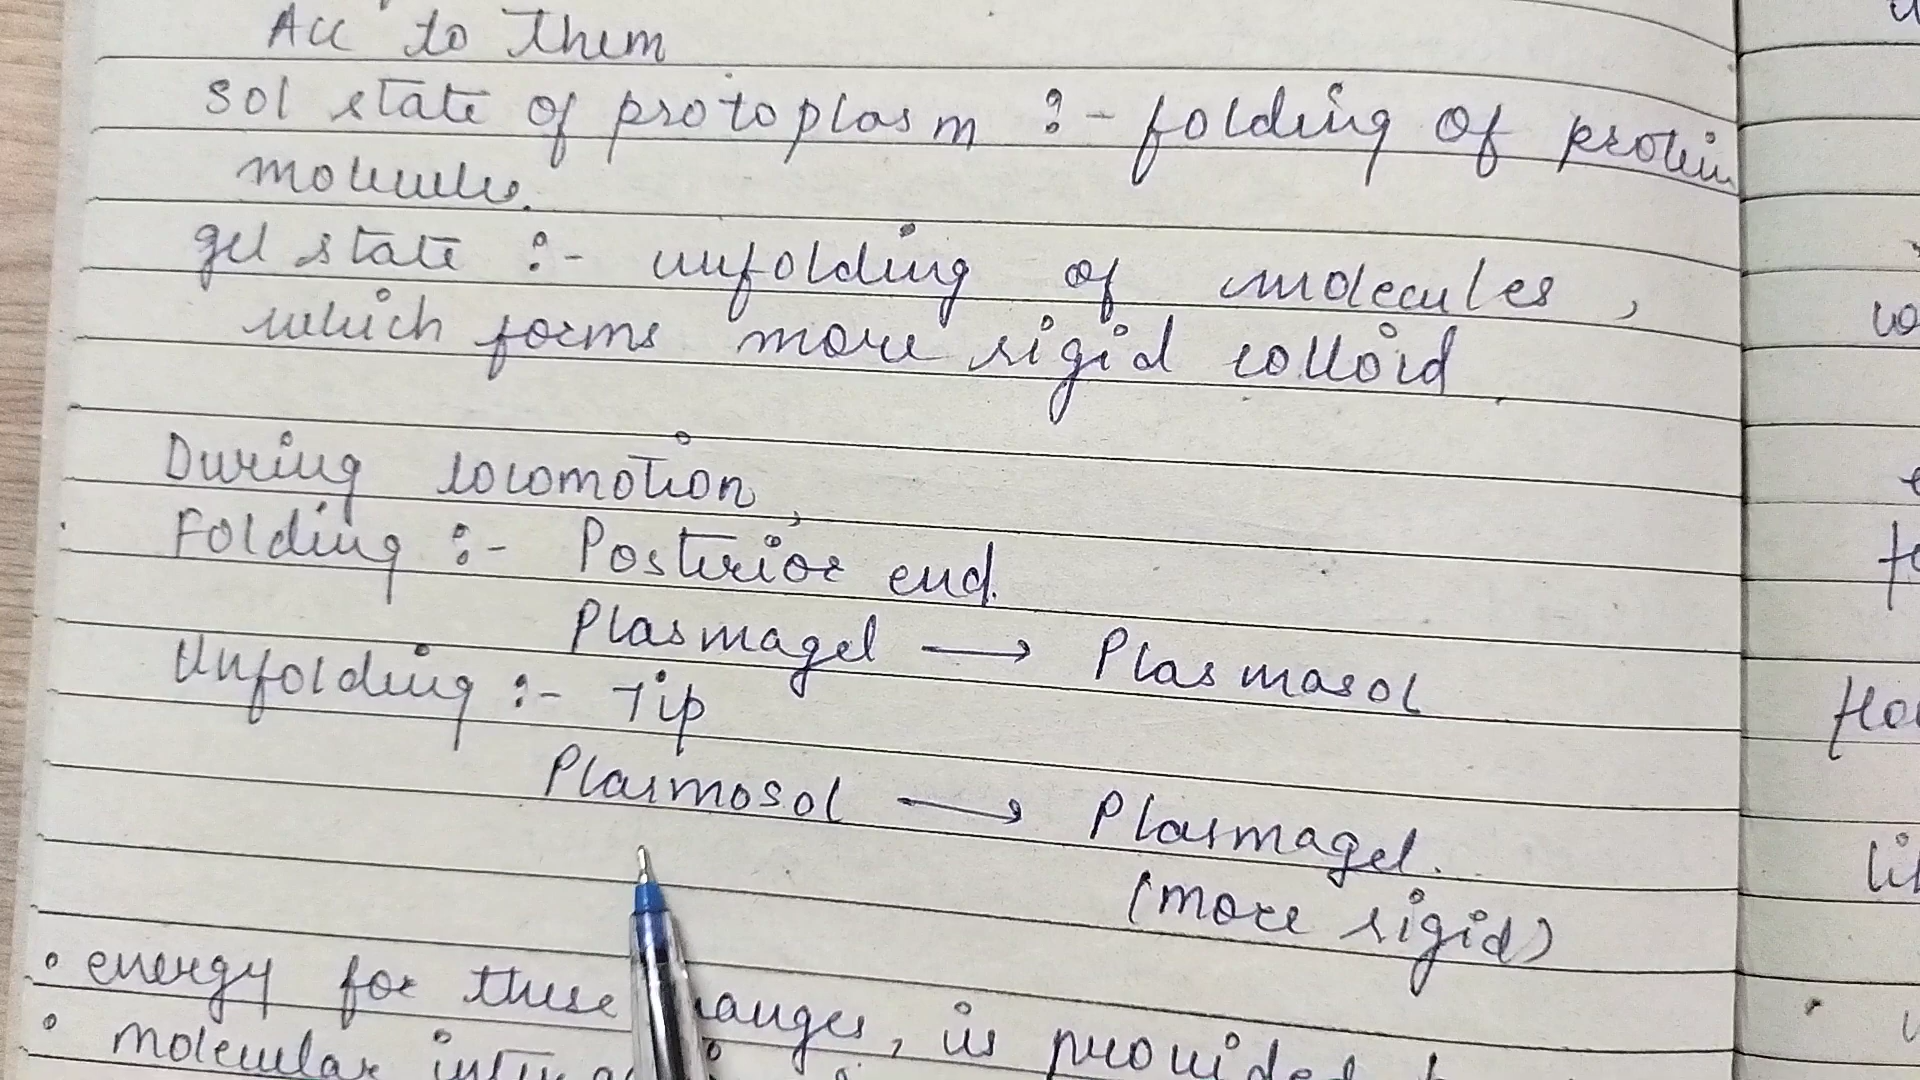 Acc to Them
sol state of protoplasm :- folding of protein
molecules.
gel state :- unfolding of molecules,
which forms more rigid colloid
During locomotion,
Folding :- Posterior end.
Plasmagel → Plasmasol
Unfolding :- Tip
Plasmosol → Plasmagel.
(more rigid)
• energy for these changes, is provided
• molecular